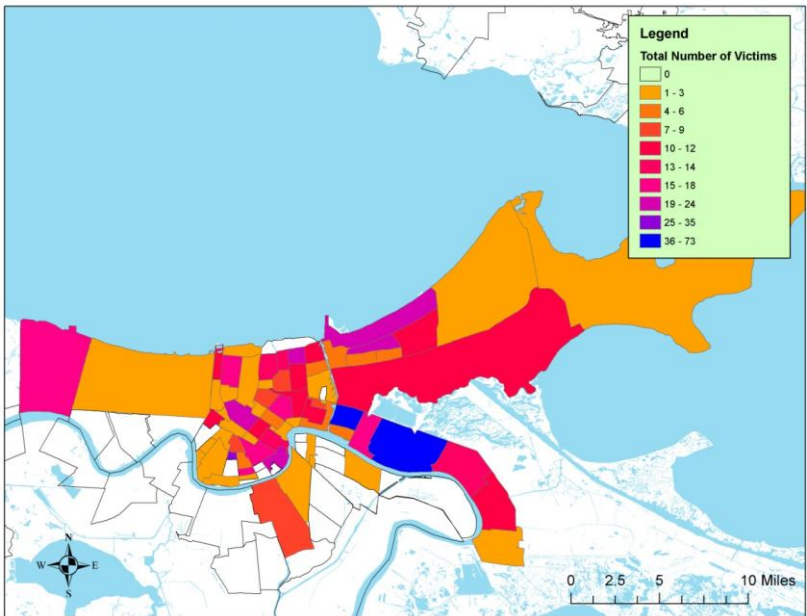 Legend
Total Number of Victims
0
1 - 3
4 - 6
7 - 9
10 - 12
13 - 14
15 - 18
19 - 24
25 - 35
36 - 73
N
W E
S
0 2.5 5 10 Miles